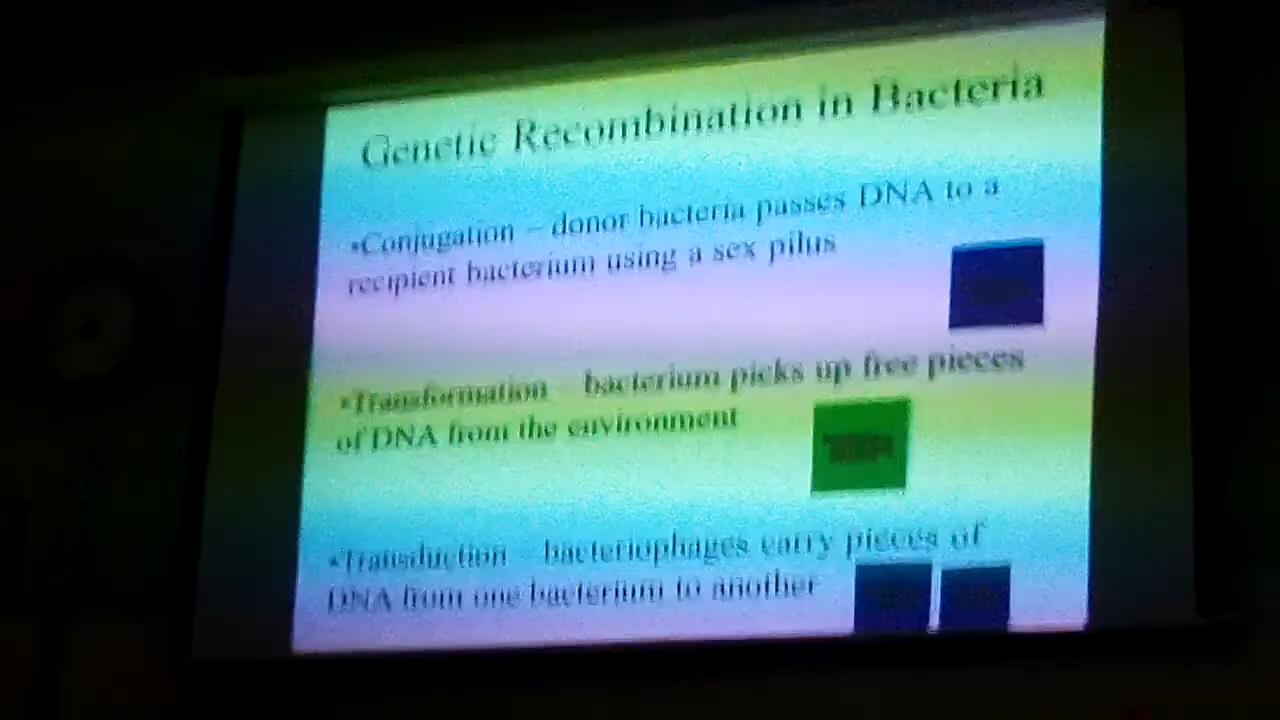 Genetic Recombination in Bacteria
•Conjugation – donor bacteria passes DNA to a
recipient bacterium using a sex pilus
•Transformation – bacterium picks up free pieces
of DNA from the environment
•Transduction – bacteriophages carry pieces of
DNA from one bacterium to another